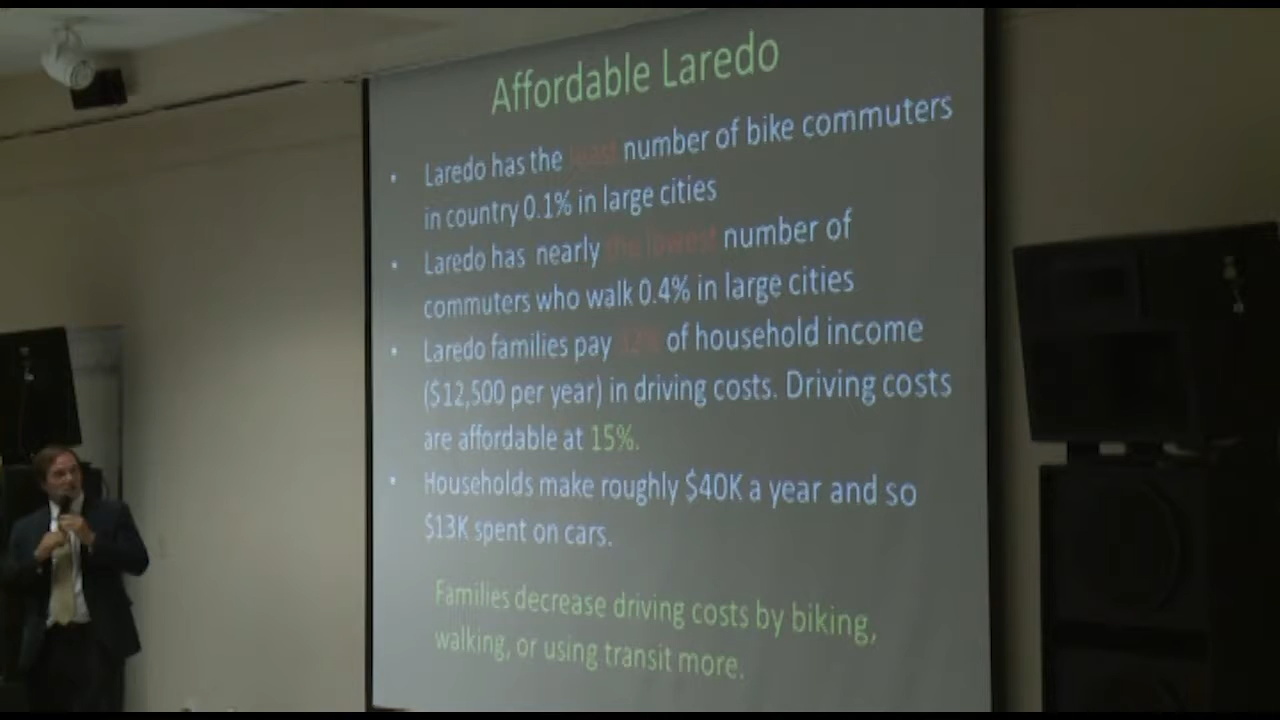 Affordable Laredo
• Laredo has the least number of bike commuters
in country 0.1% in large cities
• Laredo has nearly the lowest number of
commuters who walk 0.4% in large cities
• Laredo families pay of household income
($12,500 per year) in driving costs. Driving costs
are affordable at 15%.
• Households make roughly $40K a year and so
$13K spent on cars.
Families decrease driving costs by biking,
walking, or using transit more.